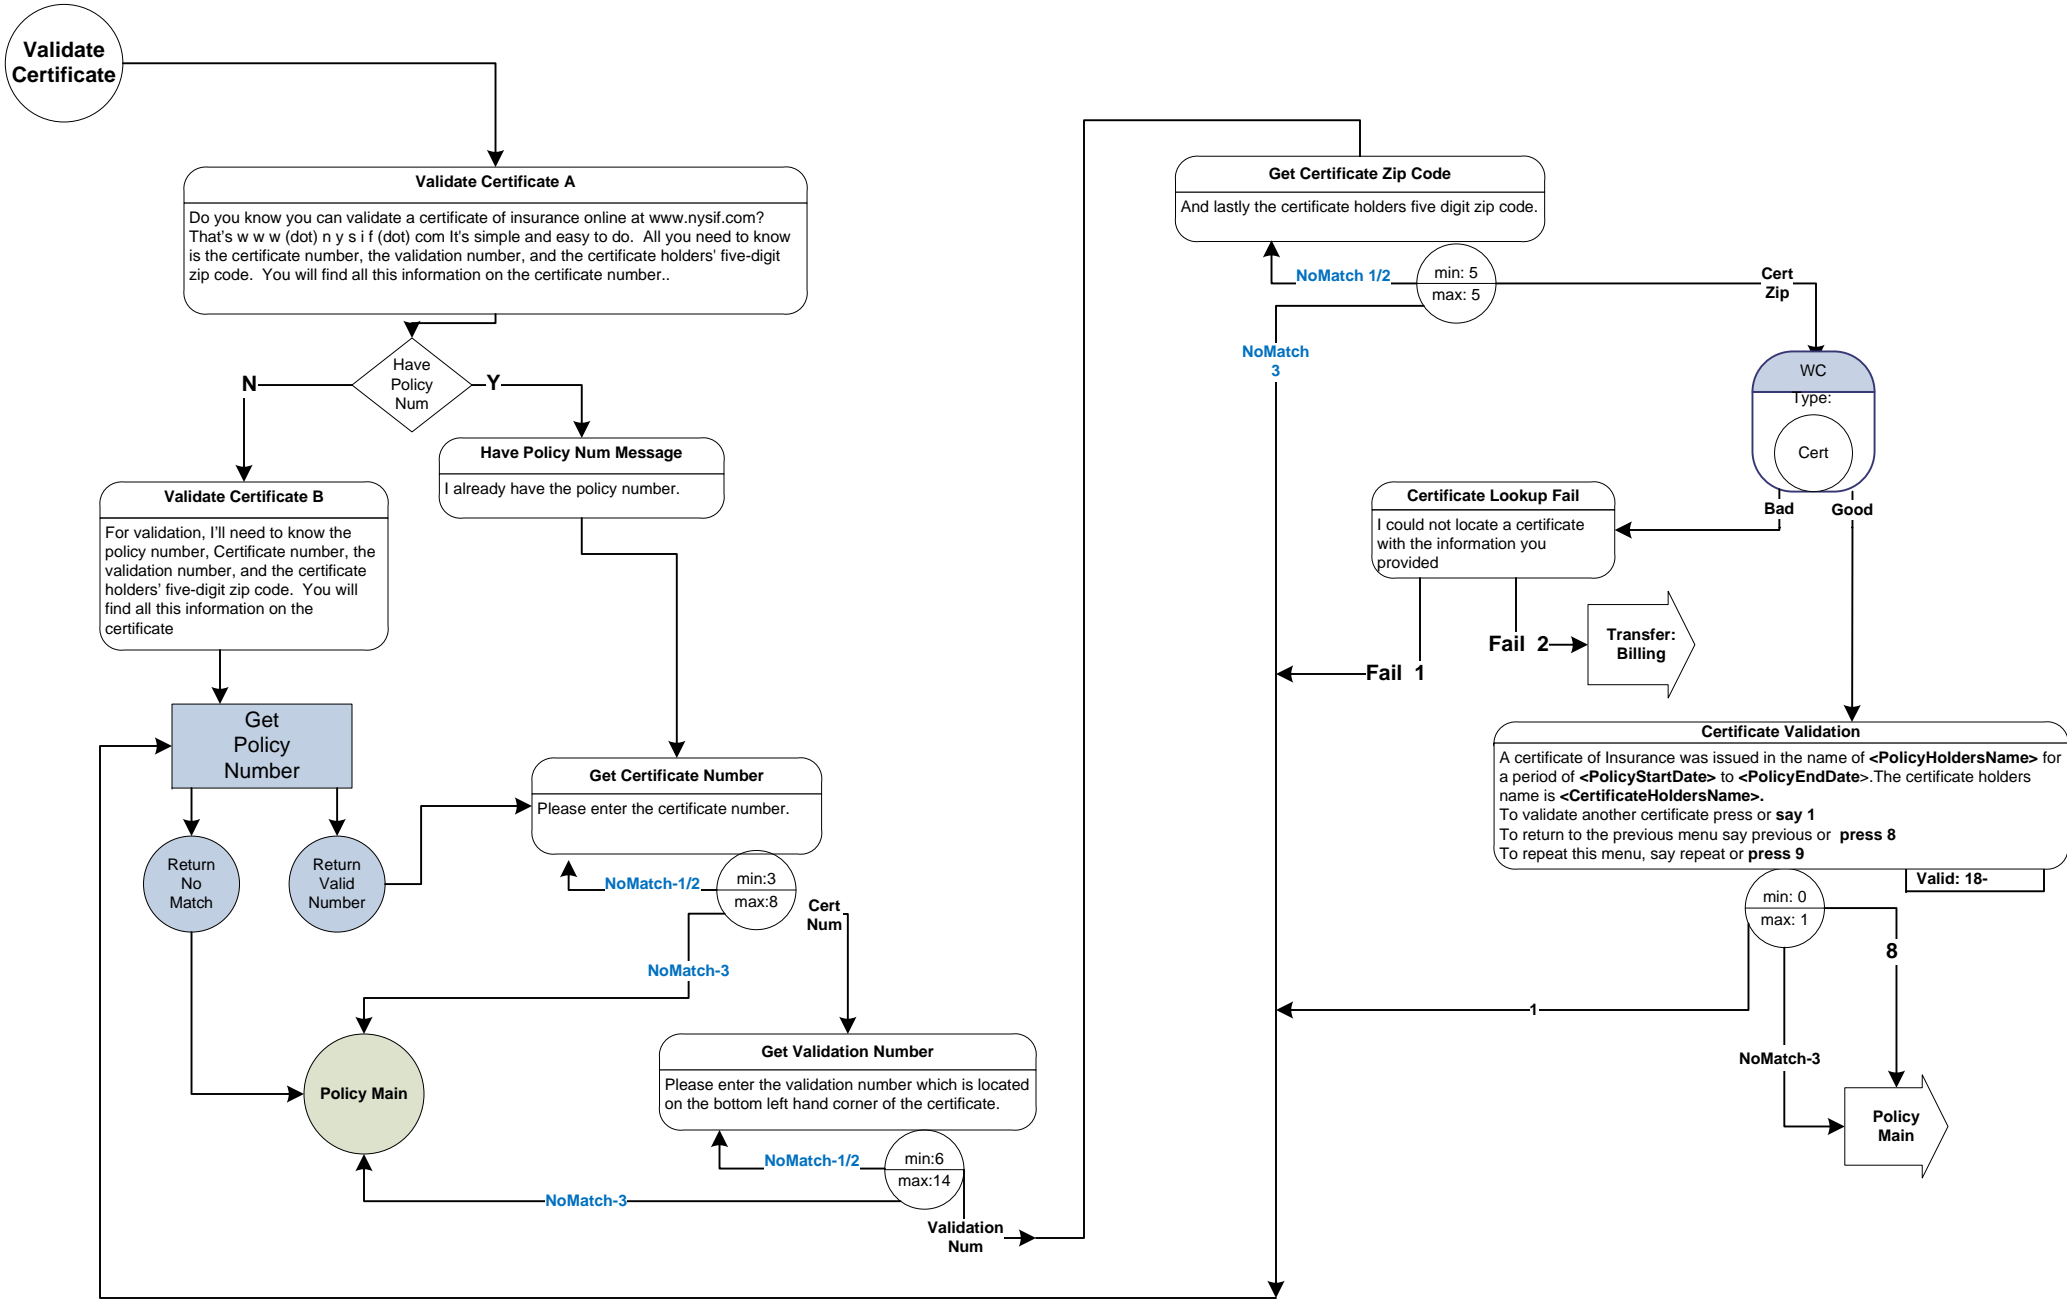 Validate
Certificate
Validate Certificate A
Do you know you can validate a certificate of insurance online at www.nysif.com?
That's w w w (dot) n y s i f (dot) com It's simple and easy to do.  All you need to know
is the certificate number, the validation number, and the certificate holders' five-digit
zip code.  You will find all this information on the certificate number..
Have
Policy
Num
N
Y
Have Policy Num Message
I already have the policy number.
Validate Certificate B
For validation, I'll need to know the
policy number, Certificate number, the
validation number, and the certificate
holders' five-digit zip code.  You will
find all this information on the
certificate
Get
Policy
Number
Return
No
Match
Return
Valid
Number
Get Certificate Number
Please enter the certificate number.
NoMatch-1/2
min:3
max:8
Cert
Num
NoMatch-3
Policy Main
Get Validation Number
Please enter the validation number which is located
on the bottom left hand corner of the certificate.
NoMatch-1/2
min:6
max:14
NoMatch-3
Validation
Num
Get Certificate Zip Code
And lastly the certificate holders five digit zip code.
NoMatch 1/2
min: 5
max: 5
Cert
Zip
NoMatch
3
WC
Type:
Cert
Bad
Good
Certificate Lookup Fail
I could not locate a certificate
with the information you
provided
Fail  1
Fail  2
Transfer:
Billing
Certificate Validation
A certificate of Insurance was issued in the name of <PolicyHoldersName> for
a period of <PolicyStartDate> to <PolicyEndDate>.The certificate holders
name is <CertificateHoldersName>.
To validate another certificate press or say 1
To return to the previous menu say previous or  press 8
To repeat this menu, say repeat or press 9
Valid: 18-
min: 0
max: 1
8
1
NoMatch-3
Policy
Main